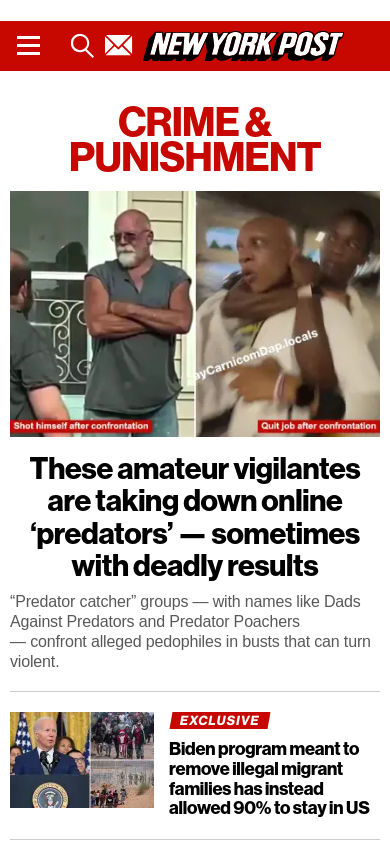 NEW YORK POST
CRIME &
PUNISHMENT
ayCarnicomDap.locals
Shot himself after confrontation
Quit job after confrontation
These amateur vigilantes
are taking down online
‘predators’ — sometimes
with deadly results
“Predator catcher” groups — with names like Dads
Against Predators and Predator Poachers
— confront alleged pedophiles in busts that can turn
violent.
EXCLUSIVE
Biden program meant to
remove illegal migrant
families has instead
allowed 90% to stay in US